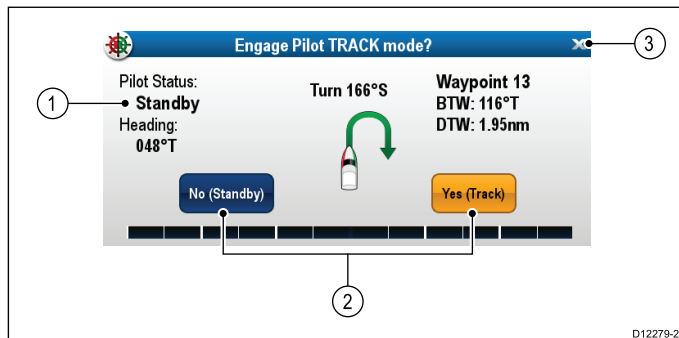 Engage Pilot TRACK mode?
3
Pilot Status:
Standby
Heading:
048°T
1
Turn 166°S
Waypoint 13
BTW: 116°T
DTW: 1.95nm
No (Standby)
Yes (Track)
2
D12279-2